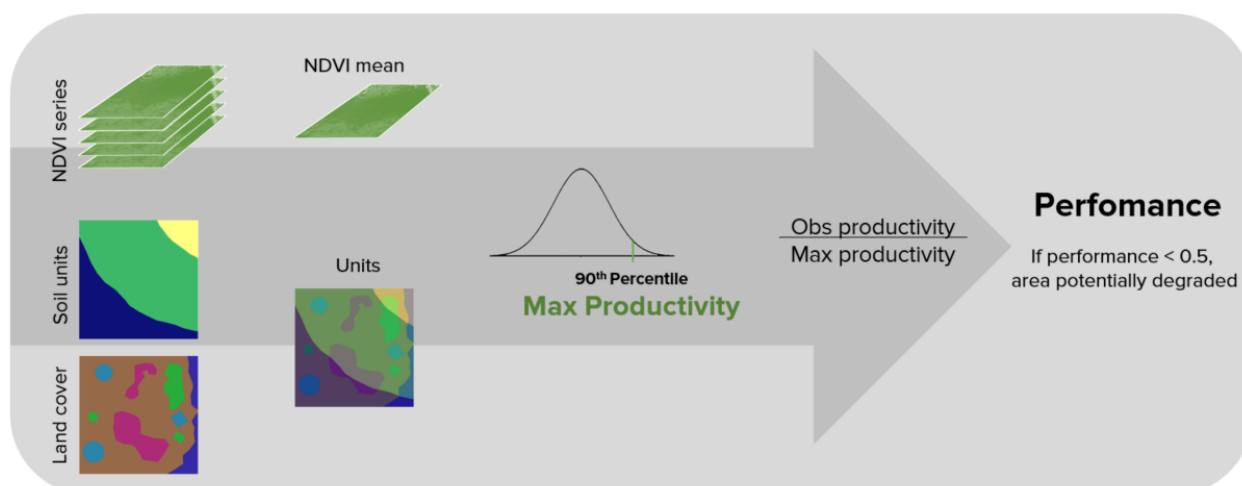 NDVI series
NDVI mean
Soil units
Land cover
Units
90th Percentile
Max Productivity
Obs productivity
Max productivity
Perfomance
If performance < 0.5,
area potentially degraded